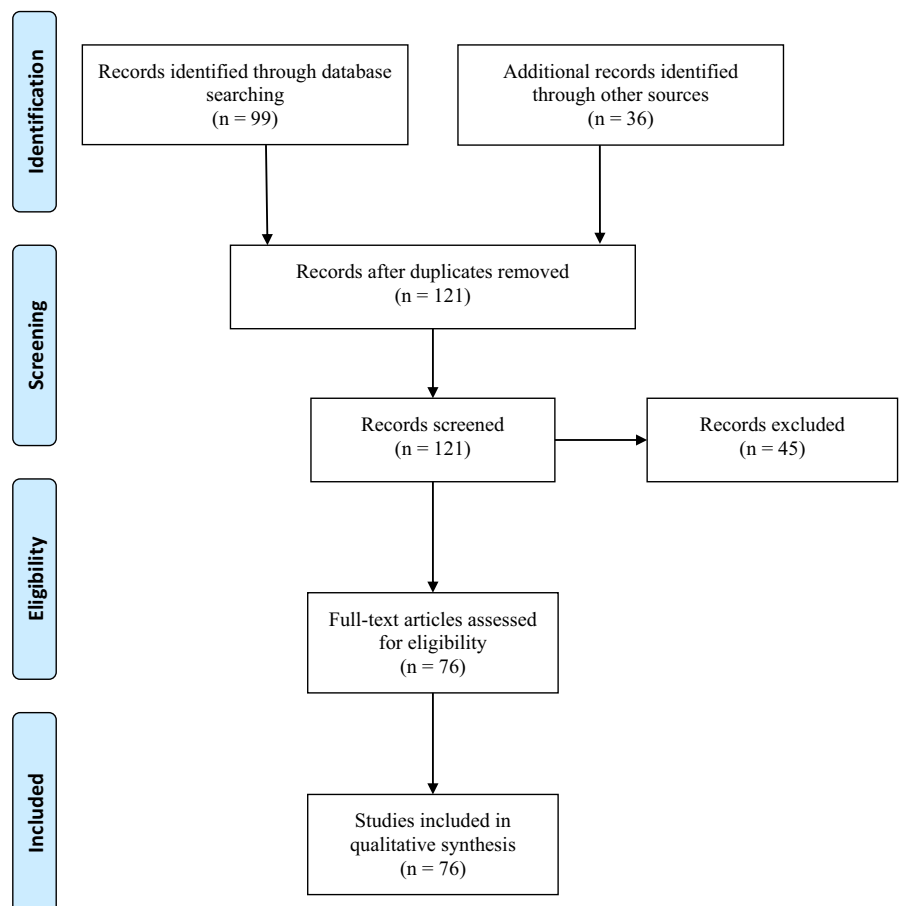 Identification
Records identified through database
searching
(n = 99)
Additional records identified
through other sources
(n = 36)
Screening
Records after duplicates removed
(n = 121)
Records screened
(n = 121)
Records excluded
(n = 45)
Eligibility
Full-text articles assessed
for eligibility
(n = 76)
Included
Studies included in
qualitative synthesis
(n = 76)